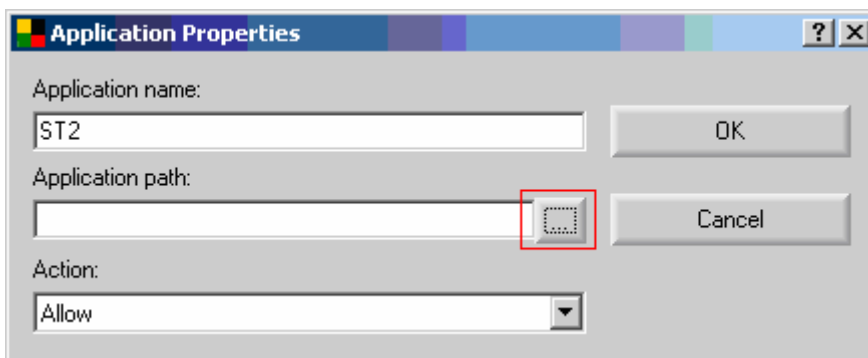 Application Properties
Application name:
ST2
OK
Application path:
...
Cancel
Action:
Allow